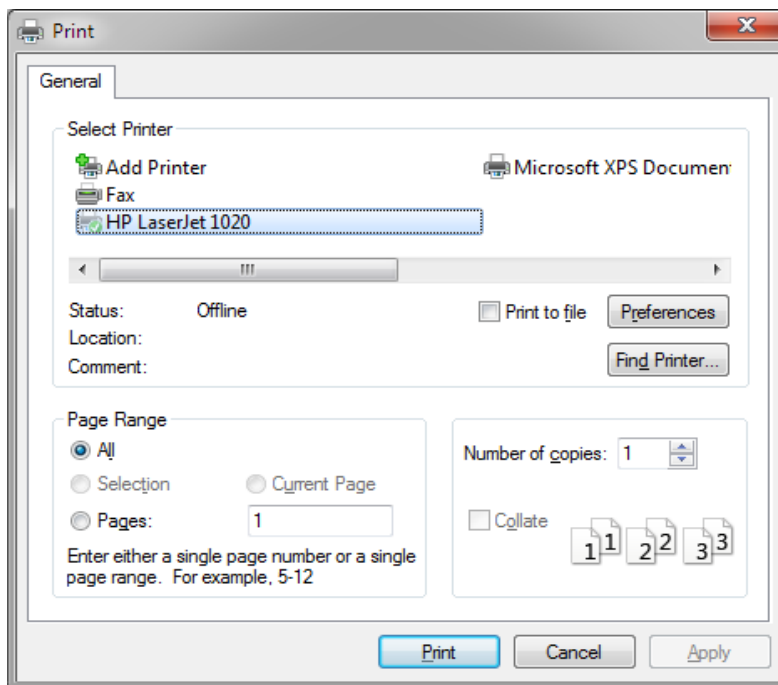 Print
General
Select Printer
Add Printer
Microsoft XPS Documen
Fax
HP LaserJet 1020
Status: Offline
Print to file
Preferences
Location:
Comment:
Find Printer...
Page Range
All
Selection
Current Page
Pages: 1
Enter either a single page number or a single
page range. For example, 5-12
Number of copies: 1
Collate
1 1 2 2 3 3
Print
Cancel
Apply